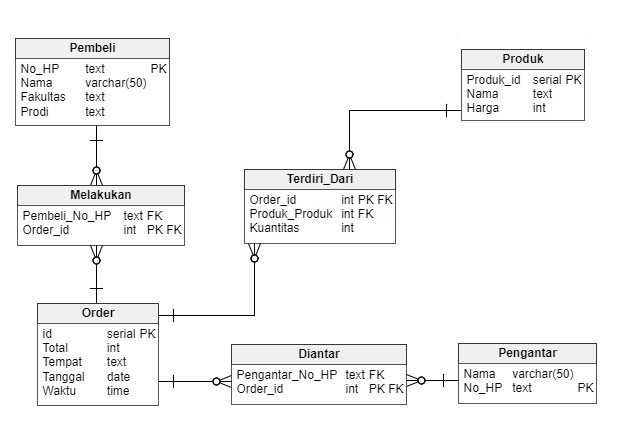 Pembeli
No_HP text PK
Nama varchar(50)
Fakultas text
Prodi text
Produk
Produk_id serial PK
Nama text
Harga int
Terdiri_Dari
Order_id int PK FK
Produk_Produk int FK
Kuantitas int
Melakukan
Pembeli_No_HP text FK
Order_id int PK FK
Order
id serial PK
Total int
Tempat text
Tanggal date
Waktu time
Diantar
Pengantar_No_HP text FK
Order_id int PK FK
Pengantar
Nama varchar(50)
No_HP text PK